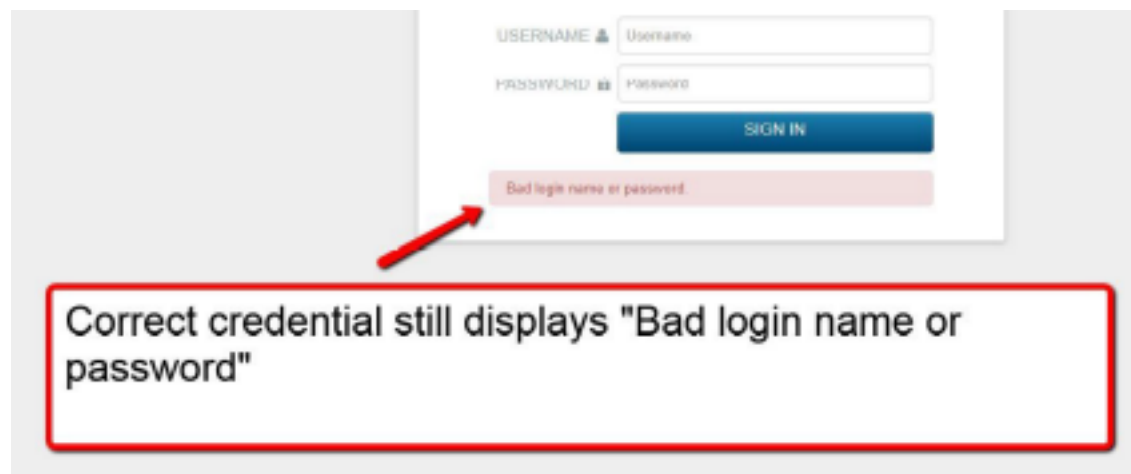 USERNAME Username
PASSWORD Password
SIGN IN
Bad login name or password.
Correct credential still displays "Bad login name or
password"